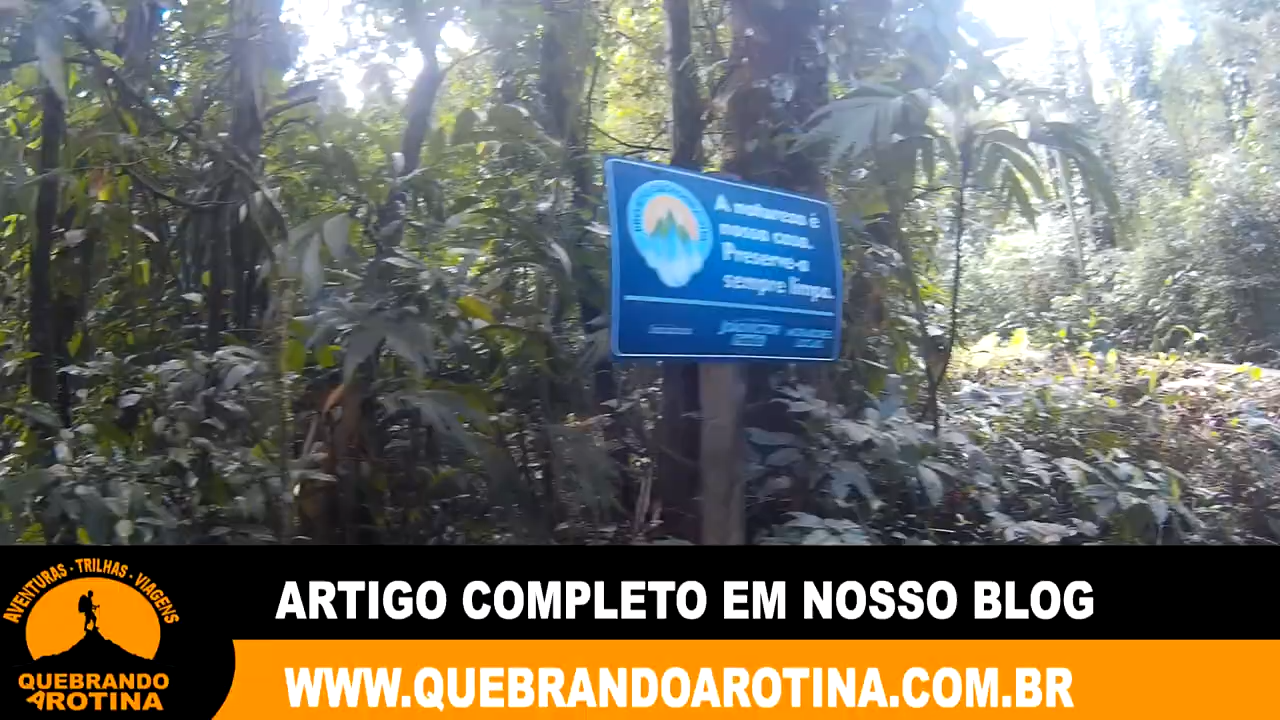 A natureza é
nossa casa.
Preserve-a
sempre limpa.
AVENTURAS · TRILHAS · VIAGENS
QUEBRANDO
AROTINA
ARTIGO COMPLETO EM NOSSO BLOG
WWW.QUEBRANDOAROTINA.COM.BR